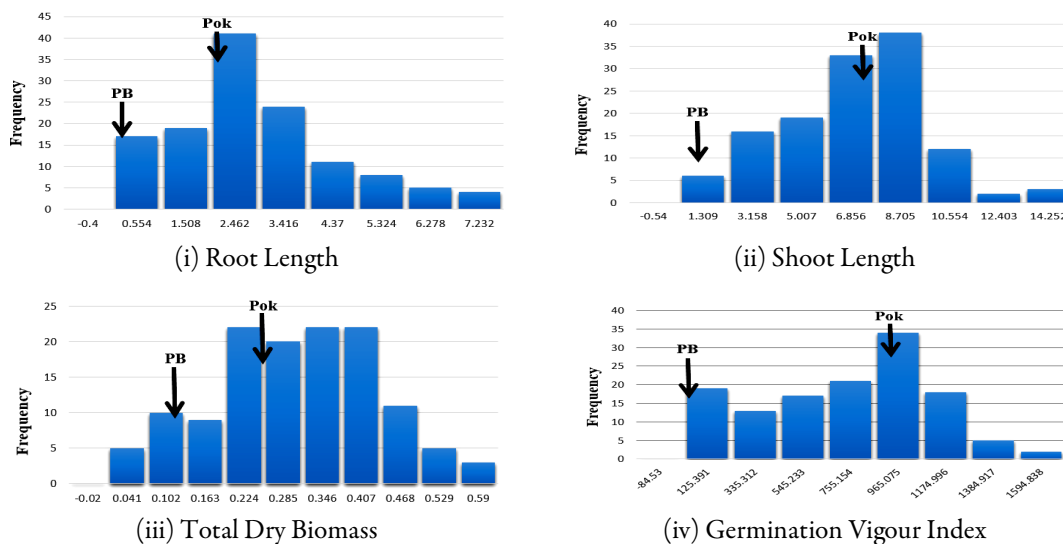 45
40
35
30
25
20
15
10
5
0
Frequency
PB
Pok
-0.4 0.554 1.508 2.462 3.416 4.37 5.324 6.278 7.232
(i) Root Length
40
35
30
25
20
15
10
5
0
Frequency
PB
Pok
-0.54 1.309 3.158 5.007 6.856 8.705 10.554 12.403 14.252
(ii) Shoot Length
25
20
15
10
5
0
Frequency
PB
Pok
-0.02 0.041 0.102 0.163 0.224 0.285 0.346 0.407 0.468 0.529 0.59
(iii) Total Dry Biomass
40
35
30
25
20
15
10
5
0
Frequency
PB
Pok
-84.53 125.391 335.312 545.233 755.154 965.075 1174.996 1384.917 1594.838
(iv) Germination Vigour Index